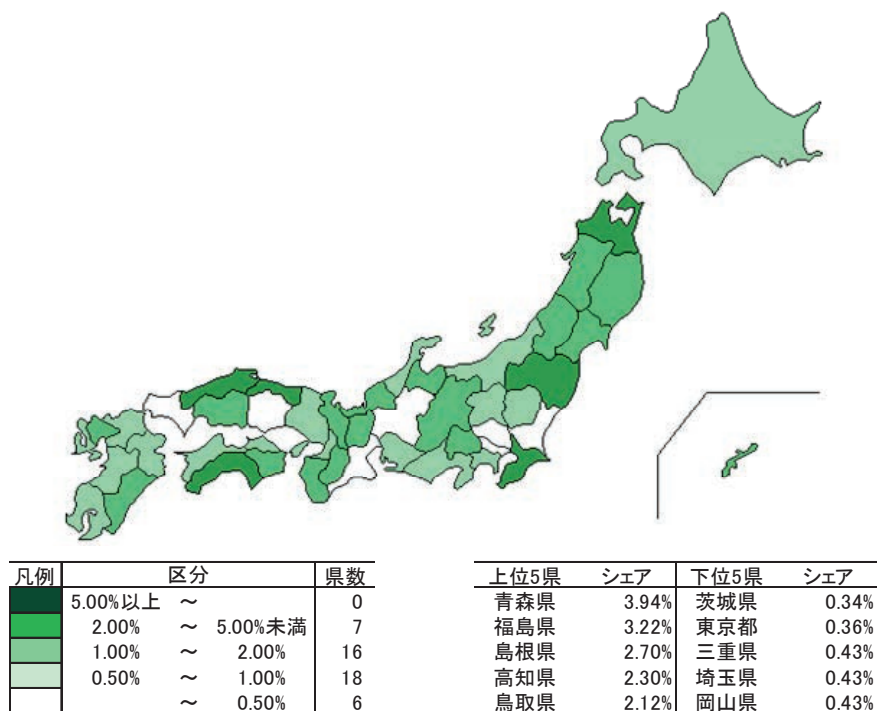 凡例 区分 県数
5.00%以上 ～ 0
2.00% ～ 5.00%未満 7
1.00% ～ 2.00% 16
0.50% ～ 1.00% 18
～ 0.50% 6
上位5県 シェア 下位5県 シェア
青森県 3.94% 茨城県 0.34%
福島県 3.22% 東京都 0.36%
島根県 2.70% 三重県 0.43%
高知県 2.30% 埼玉県 0.43%
鳥取県 2.12% 岡山県 0.43%